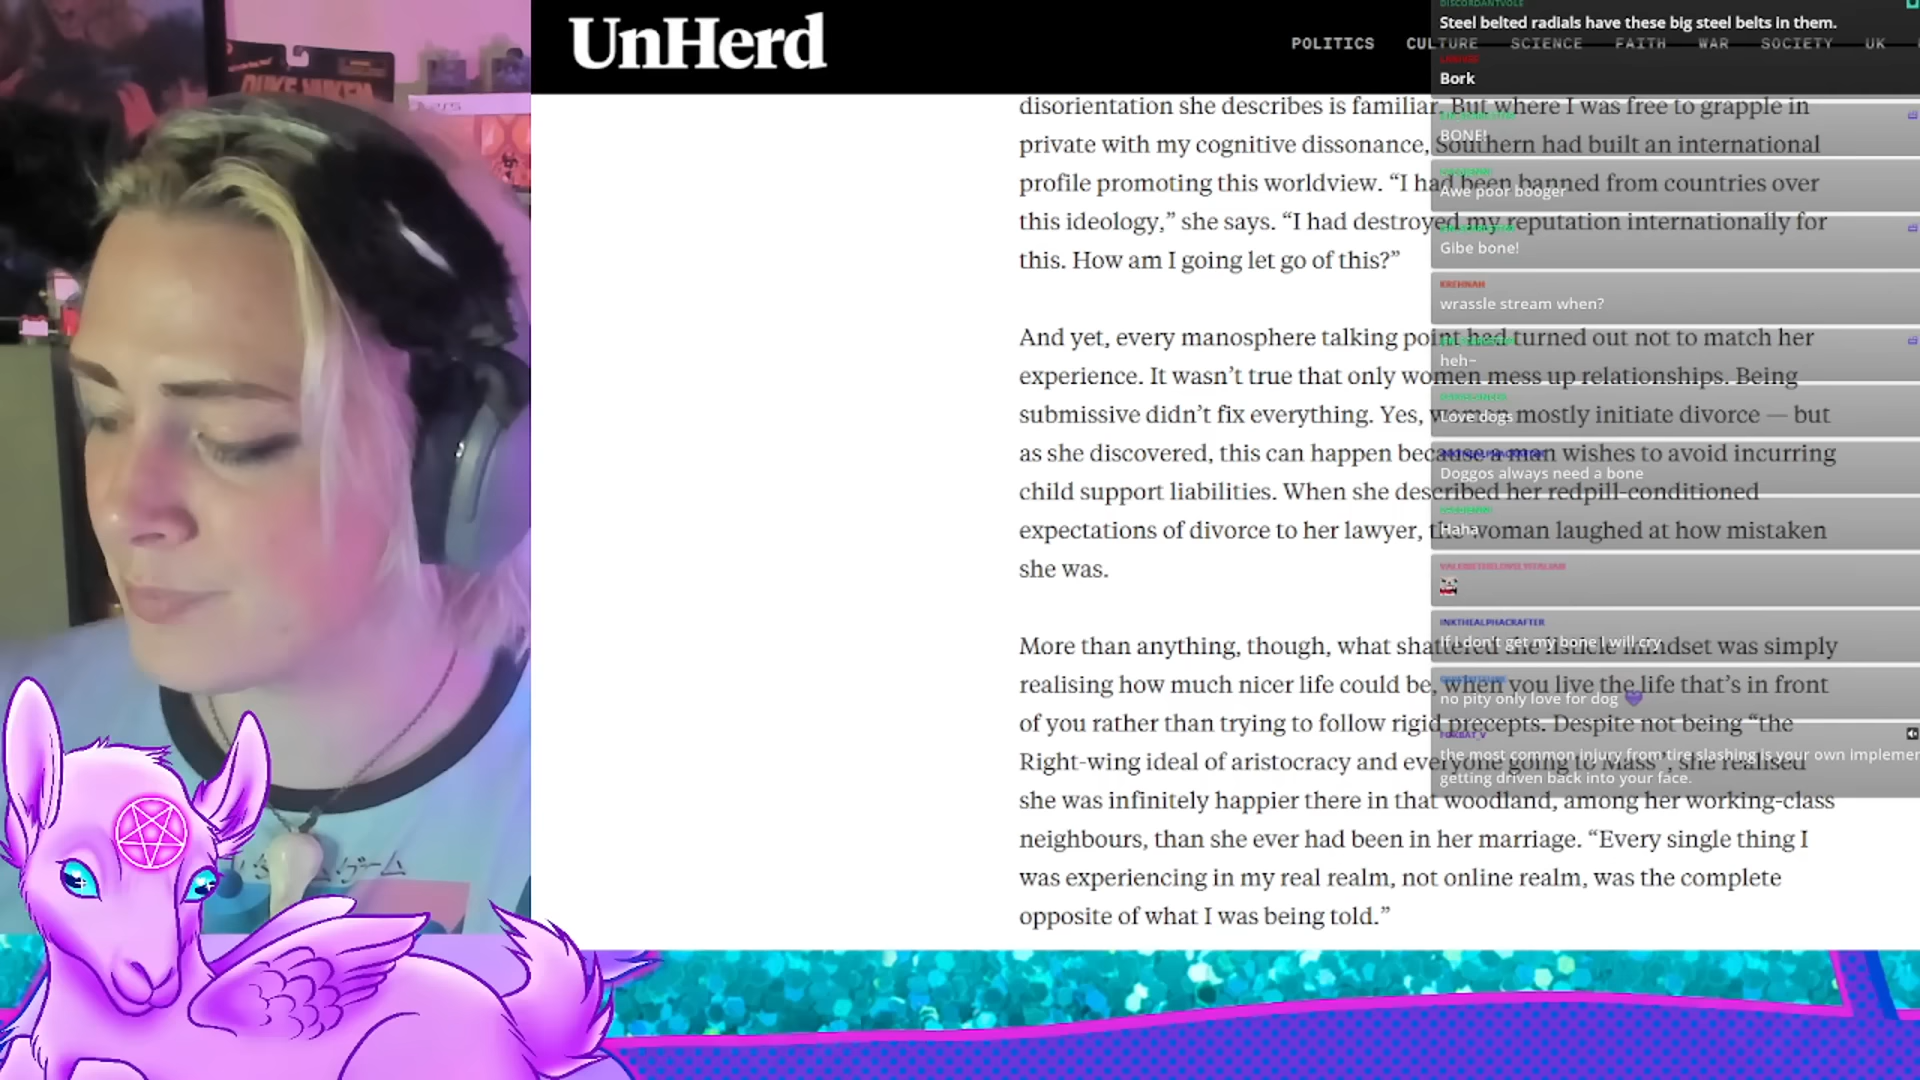 UnHerd
POLITICS CULTURE SCIENCE FAITH WAR SOCIETY UK
disorientation she describes is familiar. But where I was free to grapple in
private with my cognitive dissonance, Southern had built an international
profile promoting this worldview. “I had been banned from countries over
this ideology,” she says. “I had destroyed my reputation internationally for
this. How am I going let go of this?”
And yet, every manosphere talking point had turned out not to match her
experience. It wasn’t true that only women mess up relationships. Being
submissive didn’t fix everything. Yes, women mostly initiate divorce — but
as she discovered, this can happen because a man wishes to avoid incurring
child support liabilities. When she described her redpill-conditioned
expectations of divorce to her lawyer, the woman laughed at how mistaken
she was.
More than anything, though, what shattered the listicle mindset was simply
realising how much nicer life could be, when you live the life that’s in front
of you rather than trying to follow rigid precepts. Despite not being “the
Right-wing ideal of aristocracy and everyone going to Mass”, she realised
she was infinitely happier there in that woodland, among her working-class
neighbours, than she ever had been in her marriage. “Every single thing I
was experiencing in my real realm, not online realm, was the complete
opposite of what I was being told.”
DISCORDANTVOLE
Steel belted radials have these big steel belts in them.
Bork
BONE!
Awe poor booger
Gibe bone!
KREHNAH
wrassle stream when?
heh~
Love dogs
INKTHEALPHACRAFTER
Doggos always need a bone
Haha
INKTHEALPHACRAFTER
If I don't get my bone I will cry
no pity only love for dog
FOXBAT_V
the most common injury from tire slashing is your own implemen
getting driven back into your face.
DUKE NUKEM